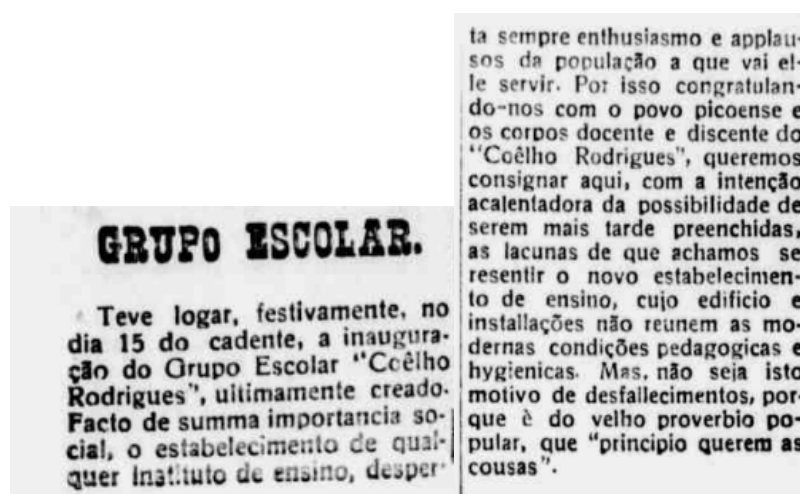 GRUPO ESCOLAR.
Teve logar, festivamente, no
dia 15 do cadente, a inaugura-
ção do Grupo Escolar "Coêlho
Rodrigues", ultimamente creado.
Facto de summa importancia so-
cial, o estabelecimento de qual-
quer Instituto de ensino, desper-
ta sempre enthusiasmo e applau-
sos da população a que vai el-
le servir. Por isso congratulan-
do-nos com o povo picoense e
os corpos docente e discente do
"Coêlho Rodrigues", queremos
consignar aqui, com a intenção
acalentadora da possibilidade de
serem mais tarde preenchidas,
as lacunas de que achamos se
resentir o novo estabelecimen-
to de ensino, cujo edificio e
installações não reunem as mo-
dernas condições pedagogicas e
hygienicas. Mas, não seja isto
motivo de desfallecimentos, por-
que è do velho proverbio po-
pular, que "principio querem as
cousas".